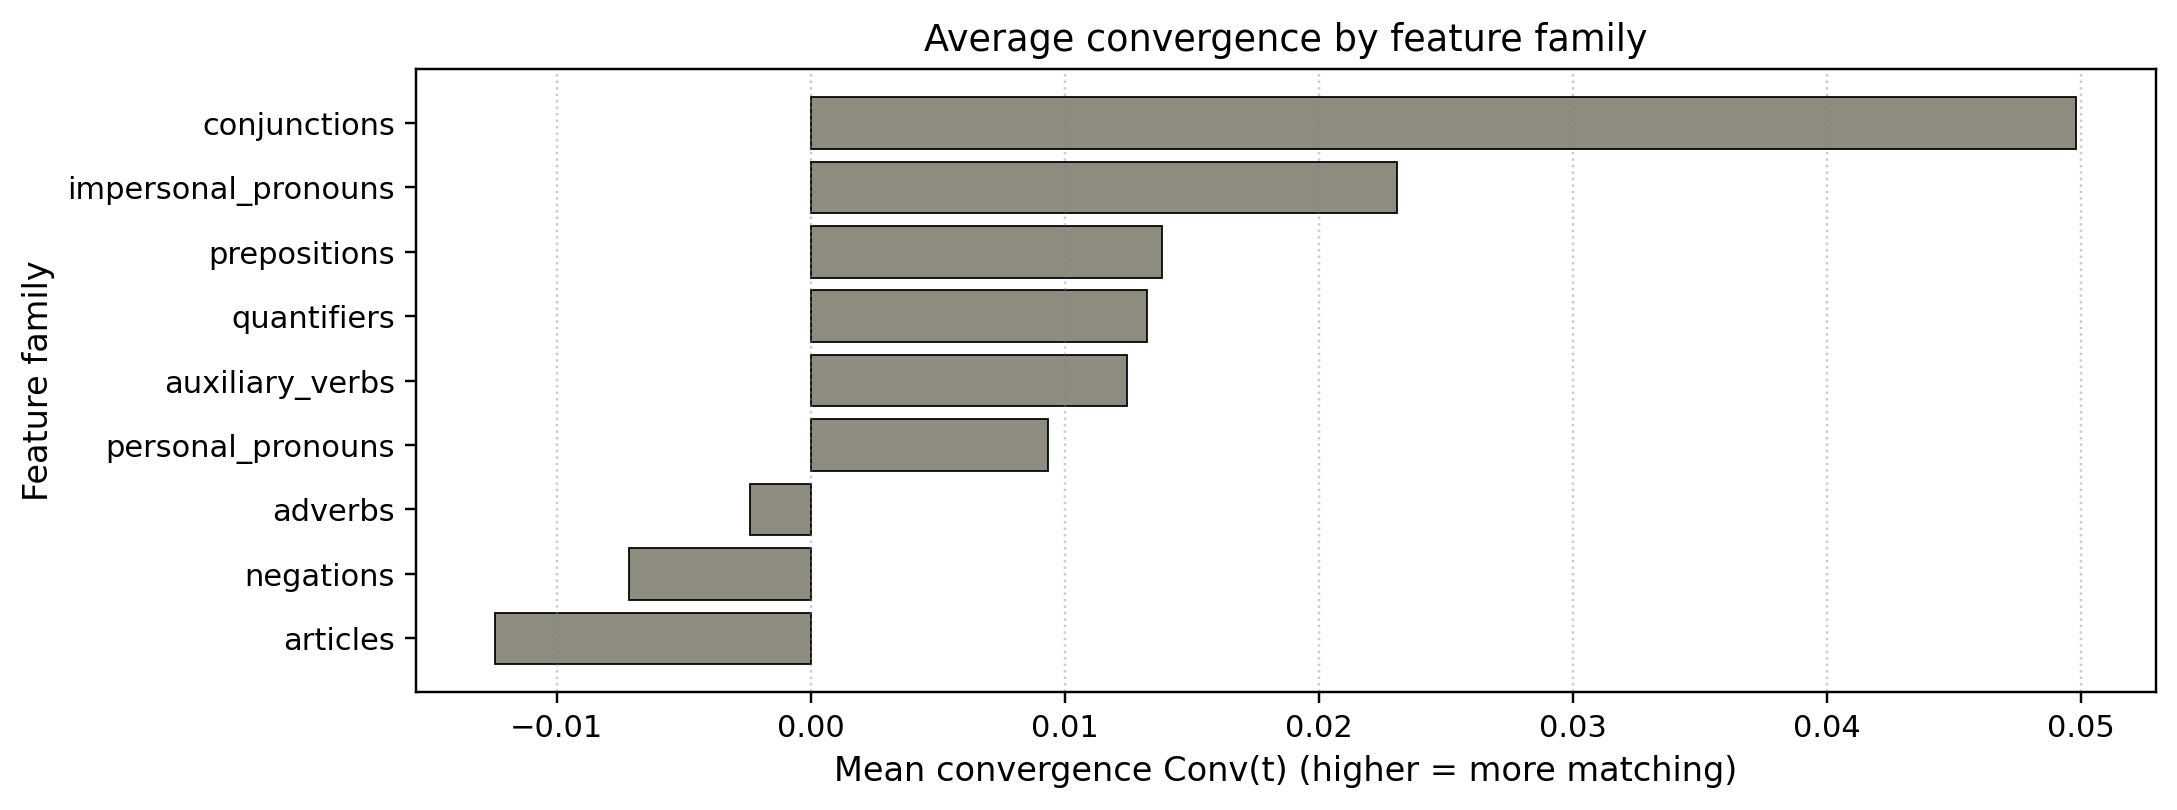 Average convergence by feature family
Feature family
conjunctions
impersonal_pronouns
prepositions
quantifiers
auxiliary_verbs
personal_pronouns
adverbs
negations
articles
−0.01 0.00 0.01 0.02 0.03 0.04 0.05
Mean convergence Conv(t) (higher = more matching)